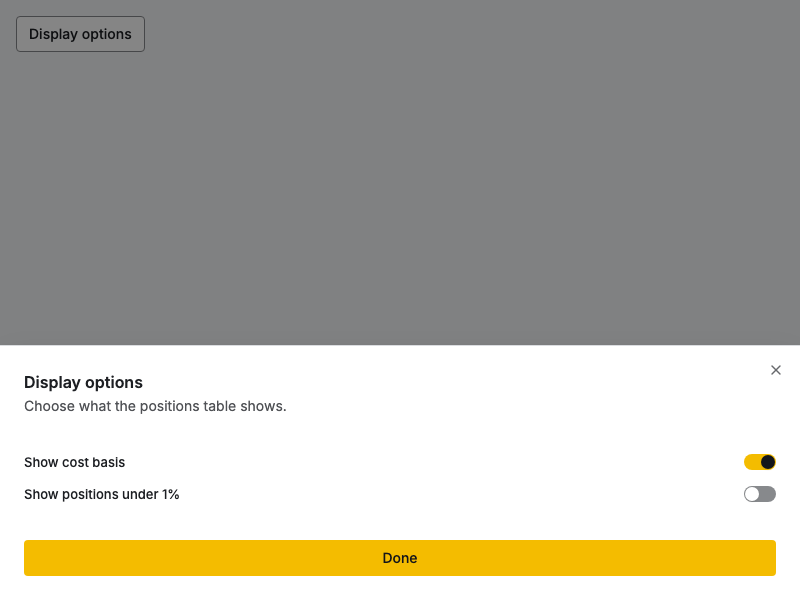 Display options
Display options
Choose what the positions table shows.
Show cost basis
Show positions under 1%
Done